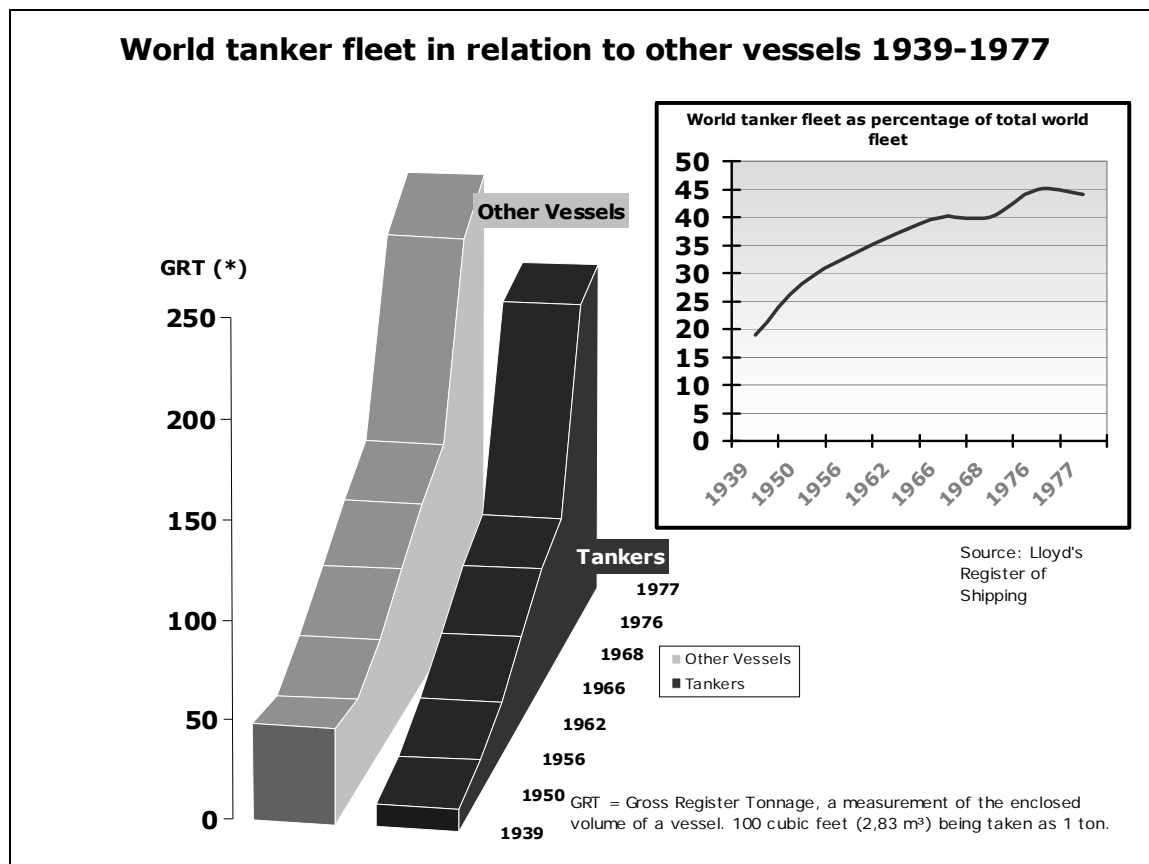 World tanker fleet in relation to other vessels 1939-1977
World tanker fleet as percentage of total world
fleet
50
45
40
35
30
25
20
15
10
5
0
1939
1950
1956
1962
1966
1968
1976
1977
Other Vessels
GRT (*)
250
200
150
100
50
0
Tankers
1977
1976
1968
1966
1962
1956
1950
1939
Source: Lloyd's
Register of
Shipping
Other Vessels
Tankers
GRT = Gross Register Tonnage, a measurement of the enclosed
volume of a vessel. 100 cubic feet (2,83 m³) being taken as 1 ton.